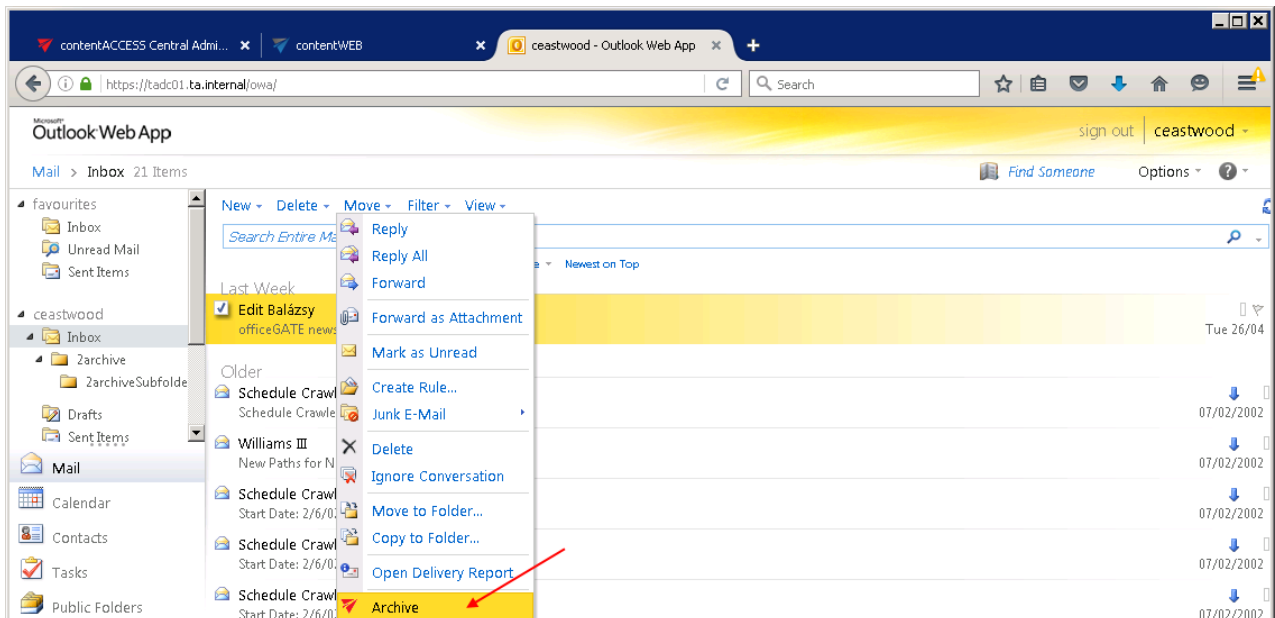 contentACCESS Central Admi...
contentWEB
ceastwood - Outlook Web App
https://tadc01.ta.internal/owa/
Search
Microsoft®
Outlook Web App
sign out
ceastwood
Mail > Inbox 21 Items
Find Someone
Options
favourites
Inbox
Unread Mail
Sent Items
ceastwood
Inbox
2archive
2archiveSubfolde
Drafts
Sent Items
Mail
Calendar
Contacts
Tasks
Public Folders
New Delete Move Filter View
Search Entire Ma
Newest on Top
Last Week
Edit Balázsy
officeGATE news
Tue 26/04
Older
Schedule Crawl
Schedule Crawle
07/02/2002
Williams III
New Paths for N
07/02/2002
Schedule Crawl
Start Date: 2/6/0
07/02/2002
Schedule Crawl
Start Date: 2/6/0
07/02/2002
Schedule Crawl
Start Date: 2/6/0
07/02/2002
Reply
Reply All
Forward
Forward as Attachment
Mark as Unread
Create Rule...
Junk E-Mail
Delete
Ignore Conversation
Move to Folder...
Copy to Folder...
Open Delivery Report
Archive